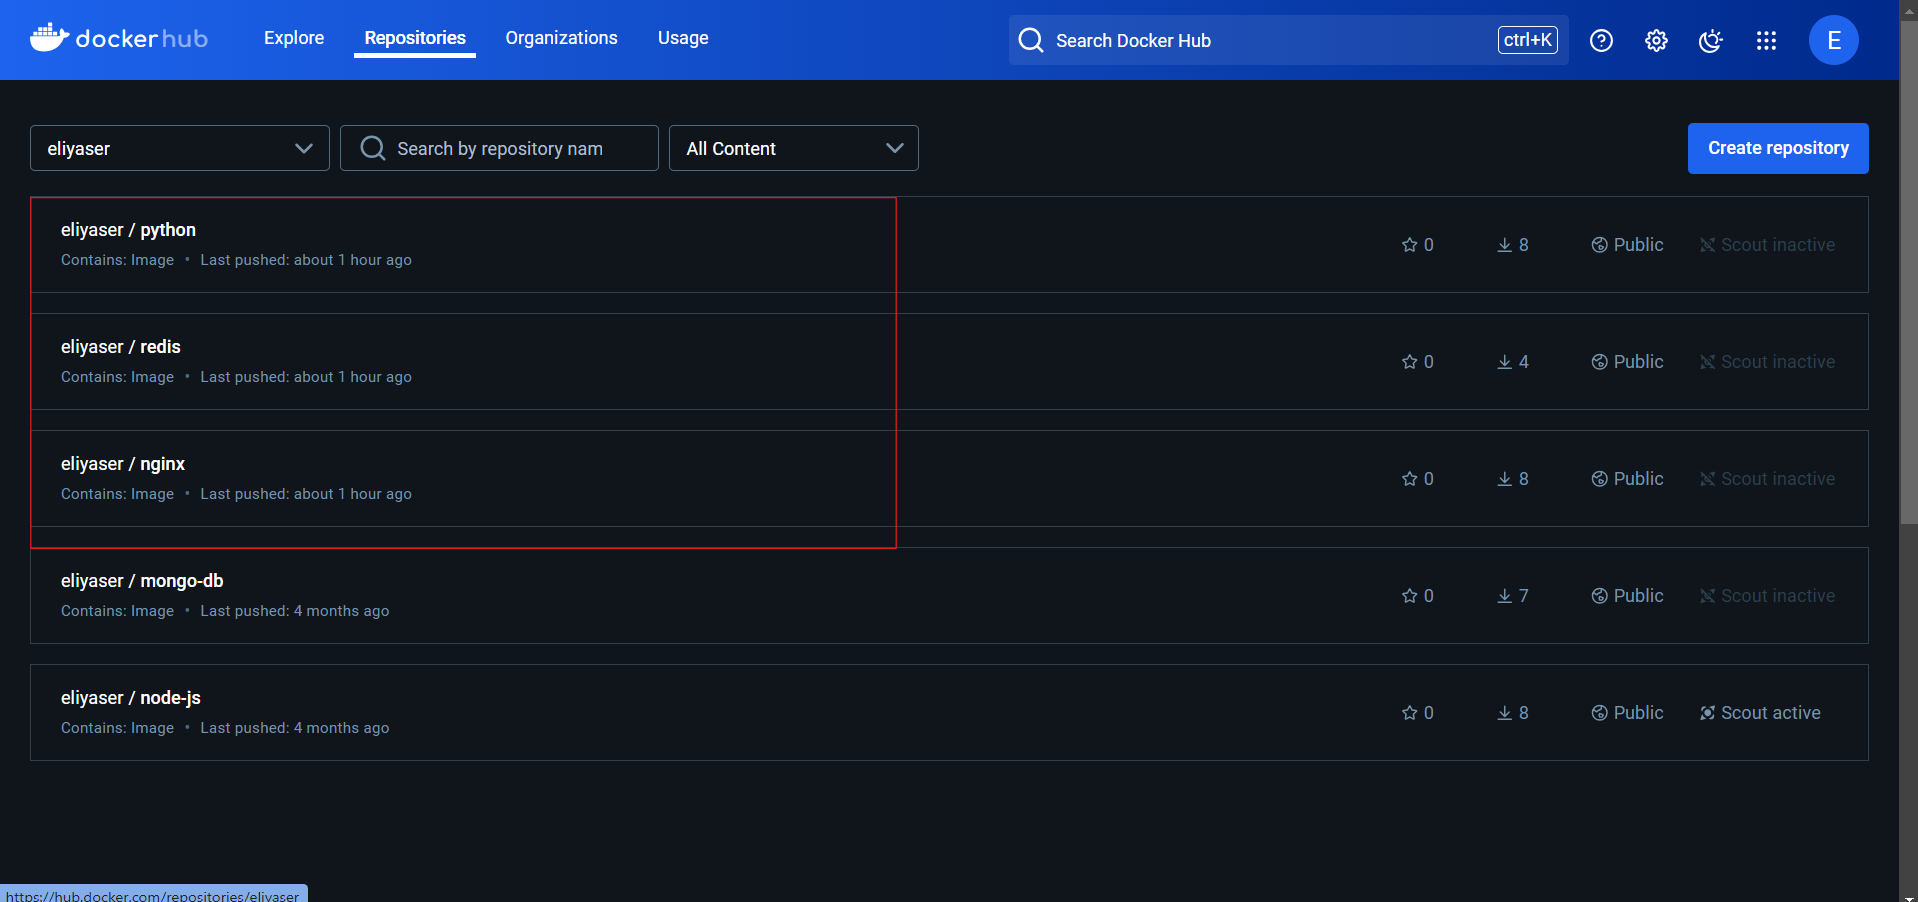 docker hub Explore Repositories Organizations Usage Search Docker Hub ctrl+K E
eliyaser Search by repository nam All Content Create repository
eliyaser / python
Contains: Image • Last pushed: about 1 hour ago 0 8 Public Scout inactive
eliyaser / redis
Contains: Image • Last pushed: about 1 hour ago 0 4 Public Scout inactive
eliyaser / nginx
Contains: Image • Last pushed: about 1 hour ago 0 8 Public Scout inactive
eliyaser / mongo-db
Contains: Image • Last pushed: 4 months ago 0 7 Public Scout inactive
eliyaser / node-js
Contains: Image • Last pushed: 4 months ago 0 8 Public Scout active
https://hub.docker.com/repositories/eliyaser